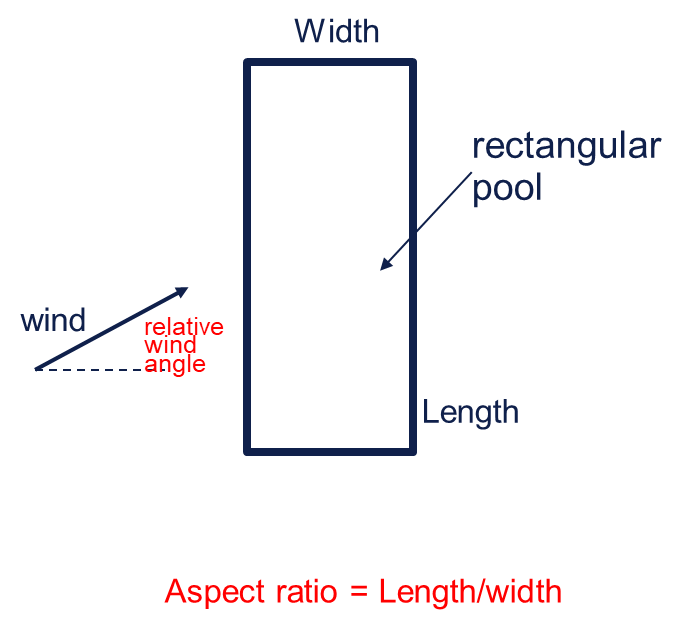 Width
rectangular
pool
wind
relative
wind
angle
Length
Aspect ratio = Length/width